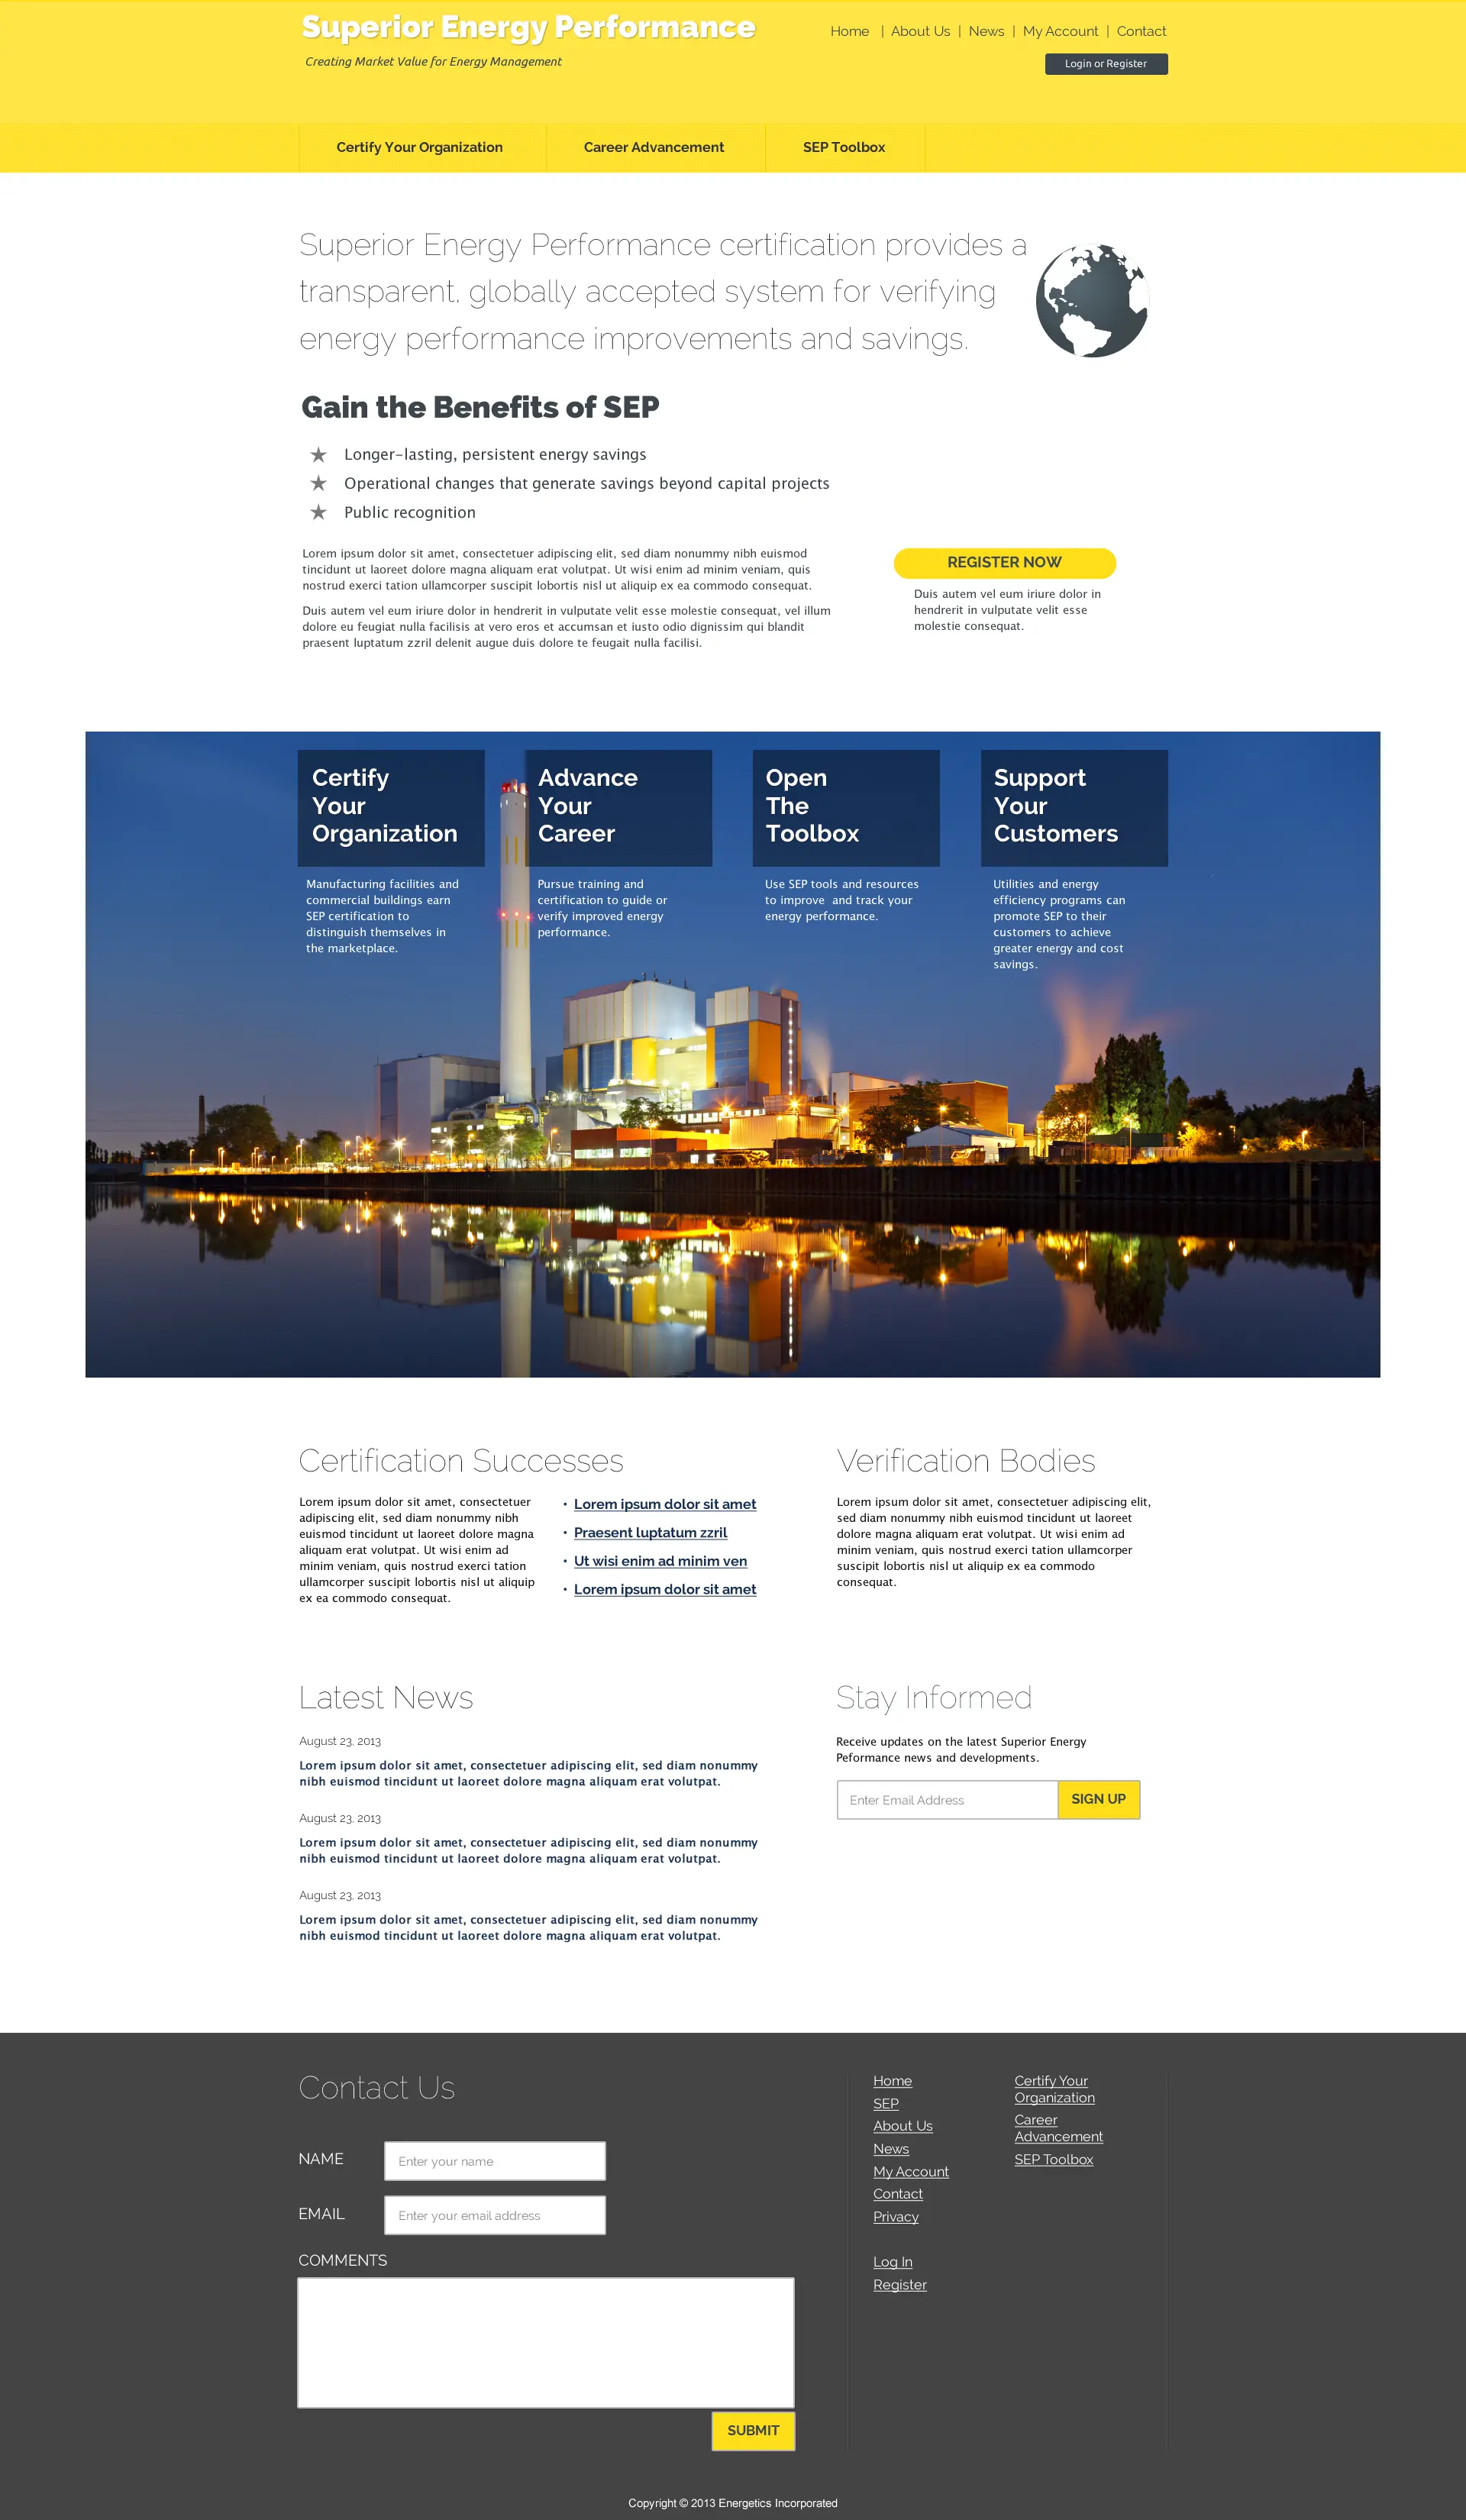 Superior Energy Performance
Creating Market Value for Energy Management
Home | About Us | News | My Account | Contact
Login or Register
Certify Your Organization
Career Advancement
SEP Toolbox
Superior Energy Performance certification provides a
transparent, globally accepted system for verifying
energy performance improvements and savings.
Gain the Benefits of SEP
★ Longer-lasting, persistent energy savings
★ Operational changes that generate savings beyond capital projects
★ Public recognition
Lorem ipsum dolor sit amet, consectetuer adipiscing elit, sed diam nonummy nibh euismod
tincidunt ut laoreet dolore magna aliquam erat volutpat. Ut wisi enim ad minim veniam, quis
nostrud exerci tation ullamcorper suscipit lobortis nisl ut aliquip ex ea commodo consequat.
Duis autem vel eum iriure dolor in hendrerit in vulputate velit esse molestie consequat, vel illum
dolore eu feugiat nulla facilisis at vero eros et accumsan et iusto odio dignissim qui blandit
praesent luptatum zzril delenit augue duis dolore te feugait nulla facilisi.
REGISTER NOW
Duis autem vel eum iriure dolor in
hendrerit in vulputate velit esse
molestie consequat.
Certify
Your
Organization
Manufacturing facilities and
commercial buildings earn
SEP certification to
distinguish themselves in
the marketplace.
Advance
Your
Career
Pursue training and
certification to guide or
verify improved energy
performance.
Open
The
Toolbox
Use SEP tools and resources
to improve and track your
energy performance.
Support
Your
Customers
Utilities and energy
efficiency programs can
promote SEP to their
customers to achieve
greater energy and cost
savings.
Certification Successes
Lorem ipsum dolor sit amet, consectetuer
adipiscing elit, sed diam nonummy nibh
euismod tincidunt ut laoreet dolore magna
aliquam erat volutpat. Ut wisi enim ad
minim veniam, quis nostrud exerci tation
ullamcorper suscipit lobortis nisl ut aliquip
ex ea commodo consequat.
• Lorem ipsum dolor sit amet
• Praesent luptatum zzril
• Ut wisi enim ad minim ven
• Lorem ipsum dolor sit amet
Verification Bodies
Lorem ipsum dolor sit amet, consectetuer adipiscing elit,
sed diam nonummy nibh euismod tincidunt ut laoreet
dolore magna aliquam erat volutpat. Ut wisi enim ad
minim veniam, quis nostrud exerci tation ullamcorper
suscipit lobortis nisl ut aliquip ex ea commodo
consequat.
Latest News
August 23, 2013
Lorem ipsum dolor sit amet, consectetuer adipiscing elit, sed diam nonummy
nibh euismod tincidunt ut laoreet dolore magna aliquam erat volutpat.
August 23, 2013
Lorem ipsum dolor sit amet, consectetuer adipiscing elit, sed diam nonummy
nibh euismod tincidunt ut laoreet dolore magna aliquam erat volutpat.
August 23, 2013
Lorem ipsum dolor sit amet, consectetuer adipiscing elit, sed diam nonummy
nibh euismod tincidunt ut laoreet dolore magna aliquam erat volutpat.
Stay Informed
Receive updates on the latest Superior Energy
Peformance news and developments.
Enter Email Address
SIGN UP
Contact Us
NAME
Enter your name
EMAIL
Enter your email address
COMMENTS
SUBMIT
Home
SEP
About Us
News
My Account
Contact
Privacy
Log In
Register
Certify Your
Organization
Career
Advancement
SEP Toolbox
Copyright © 2013 Energetics Incorporated